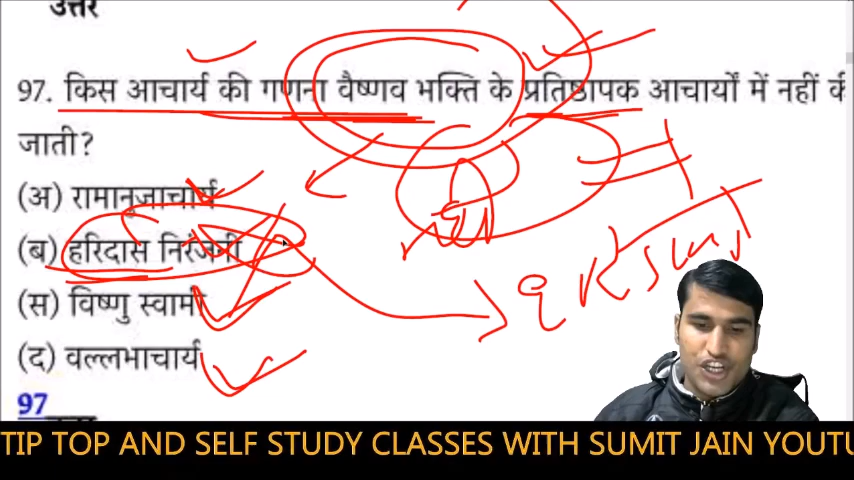 उत्तर
97. किस आचार्य की गणना वैष्णव भक्ति के प्रतिष्ठापक आचार्यों में नहीं की
जाती?
(अ) रामानुजाचार्य
(ब) हरिदास निरंजनी
(स) विष्णु स्वामी
(द) वल्लभाचार्य
97
TIP TOP AND SELF STUDY CLASSES WITH SUMIT JAIN YOUTU